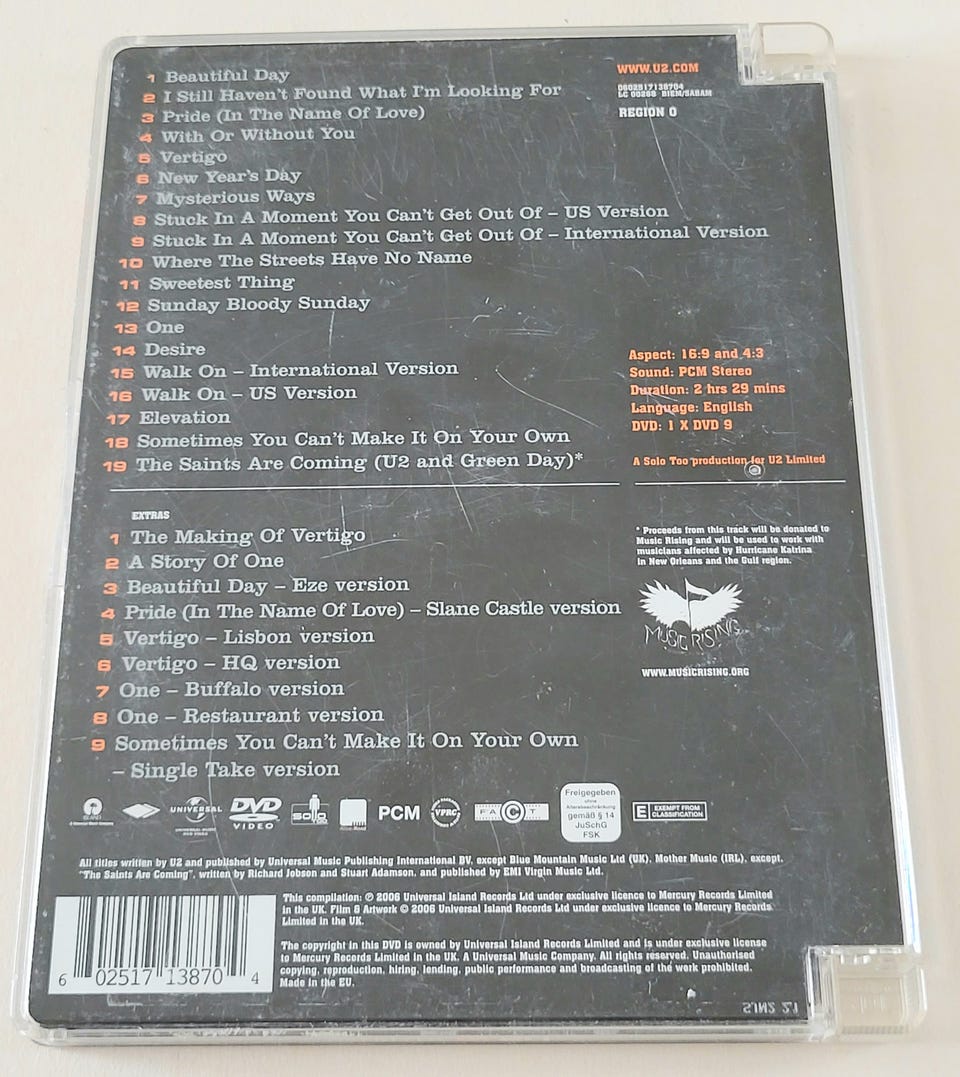 1 Beautiful Day
2 I Still Haven't Found What I'm Looking For
3 Pride (In The Name Of Love)
4 With Or Without You
5 Vertigo
6 New Year's Day
7 Mysterious Ways
8 Stuck In A Moment You Can't Get Out Of – US Version
9 Stuck In A Moment You Can't Get Out Of – International Version
10 Where The Streets Have No Name
11 Sweetest Thing
12 Sunday Bloody Sunday
13 One
14 Desire
15 Walk On – International Version
16 Walk On – US Version
17 Elevation
18 Sometimes You Can't Make It On Your Own
19 The Saints Are Coming (U2 and Green Day)*
WWW.U2.COM
0602517138704
LC 00268 BIEM/SABAM
REGION 0
Aspect: 16:9 and 4:3
Sound: PCM Stereo
Duration: 2 hrs 29 mins
Language: English
DVD: 1 X DVD 9
A Solo Too production for U2 Limited
EXTRAS
1 The Making Of Vertigo
2 A Story Of One
3 Beautiful Day – Eze version
4 Pride (In The Name Of Love) – Slane Castle version
5 Vertigo – Lisbon version
6 Vertigo – HQ version
7 One – Buffalo version
8 One – Restaurant version
9 Sometimes You Can't Make It On Your Own
– Single Take version
* Proceeds from this track will be donated to
Music Rising and will be used to work with
musicians affected by Hurricane Katrina
in New Orleans and the Gulf region.
MUSIC RISING
WWW.MUSICRISING.ORG
ISLAND
UNIVERSAL
UNIVERSAL MUSIC
DVD VIDEO
DVD
VIDEO
solo
PCM
VPRC
FACT
Freigegeben
ohne
Altersbeschränkung
gemäß § 14
JuSchG
FSK
E EXEMPT FROM
CLASSIFICATION
All titles written by U2 and published by Universal Music Publishing International BV, except Blue Mountain Music Ltd (UK), Mother Music (IRL), except,
"The Saints Are Coming", written by Richard Jobson and Stuart Adamson, and published by EMI Virgin Music Ltd.
This compilation: ℗ 2006 Universal Island Records Ltd under exclusive licence to Mercury Records Limited
in the UK. Film & Artwork © 2006 Universal Island Records Ltd under exclusive licence to Mercury Records
Limited in the UK.
The copyright in this DVD is owned by Universal Island Records Limited and is under exclusive license
to Mercury Records Limited in the UK. A Universal Music Company. All rights reserved. Unauthorised
copying, reproduction, hiring, lending, public performance and broadcasting of the work prohibited.
Made in the EU.
6 02517 13870 4